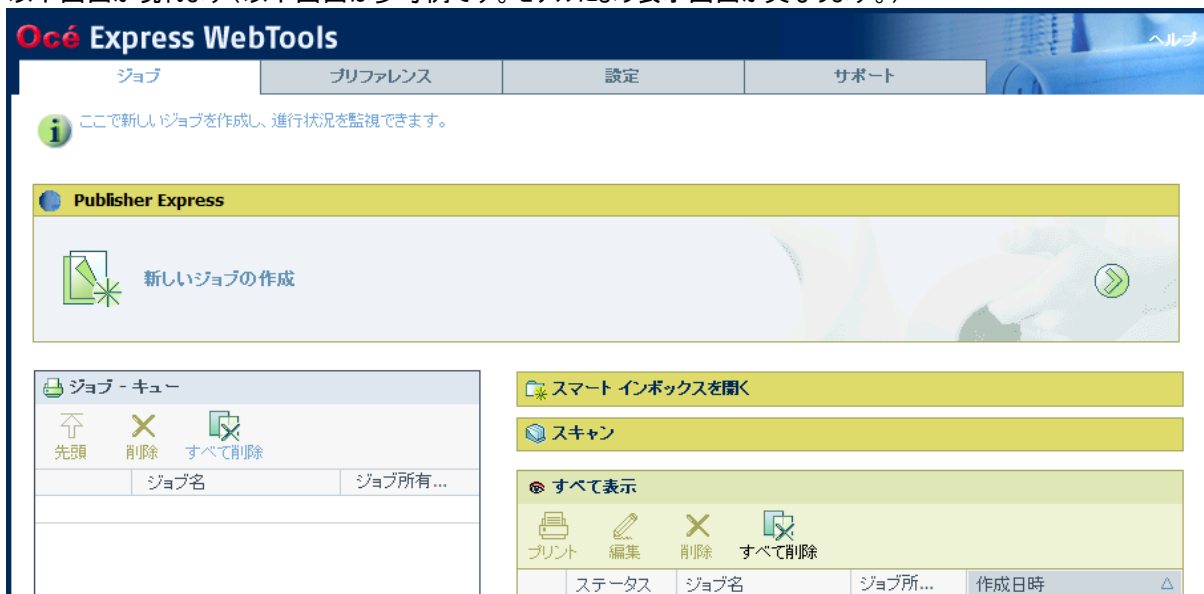 Océ Express WebTools
ヘルプ
ジョブ プリファレンス 設定 サポート
ここで新しいジョブを作成し、進行状況を監視できます。
Publisher Express
新しいジョブの作成
ジョブ - キュー
先頭 削除 すべて削除
ジョブ名 ジョブ所有...
スマート インボックスを開く
スキャン
すべて表示
プリント 編集 削除 すべて削除
ステータス ジョブ名 ジョブ所... 作成日時